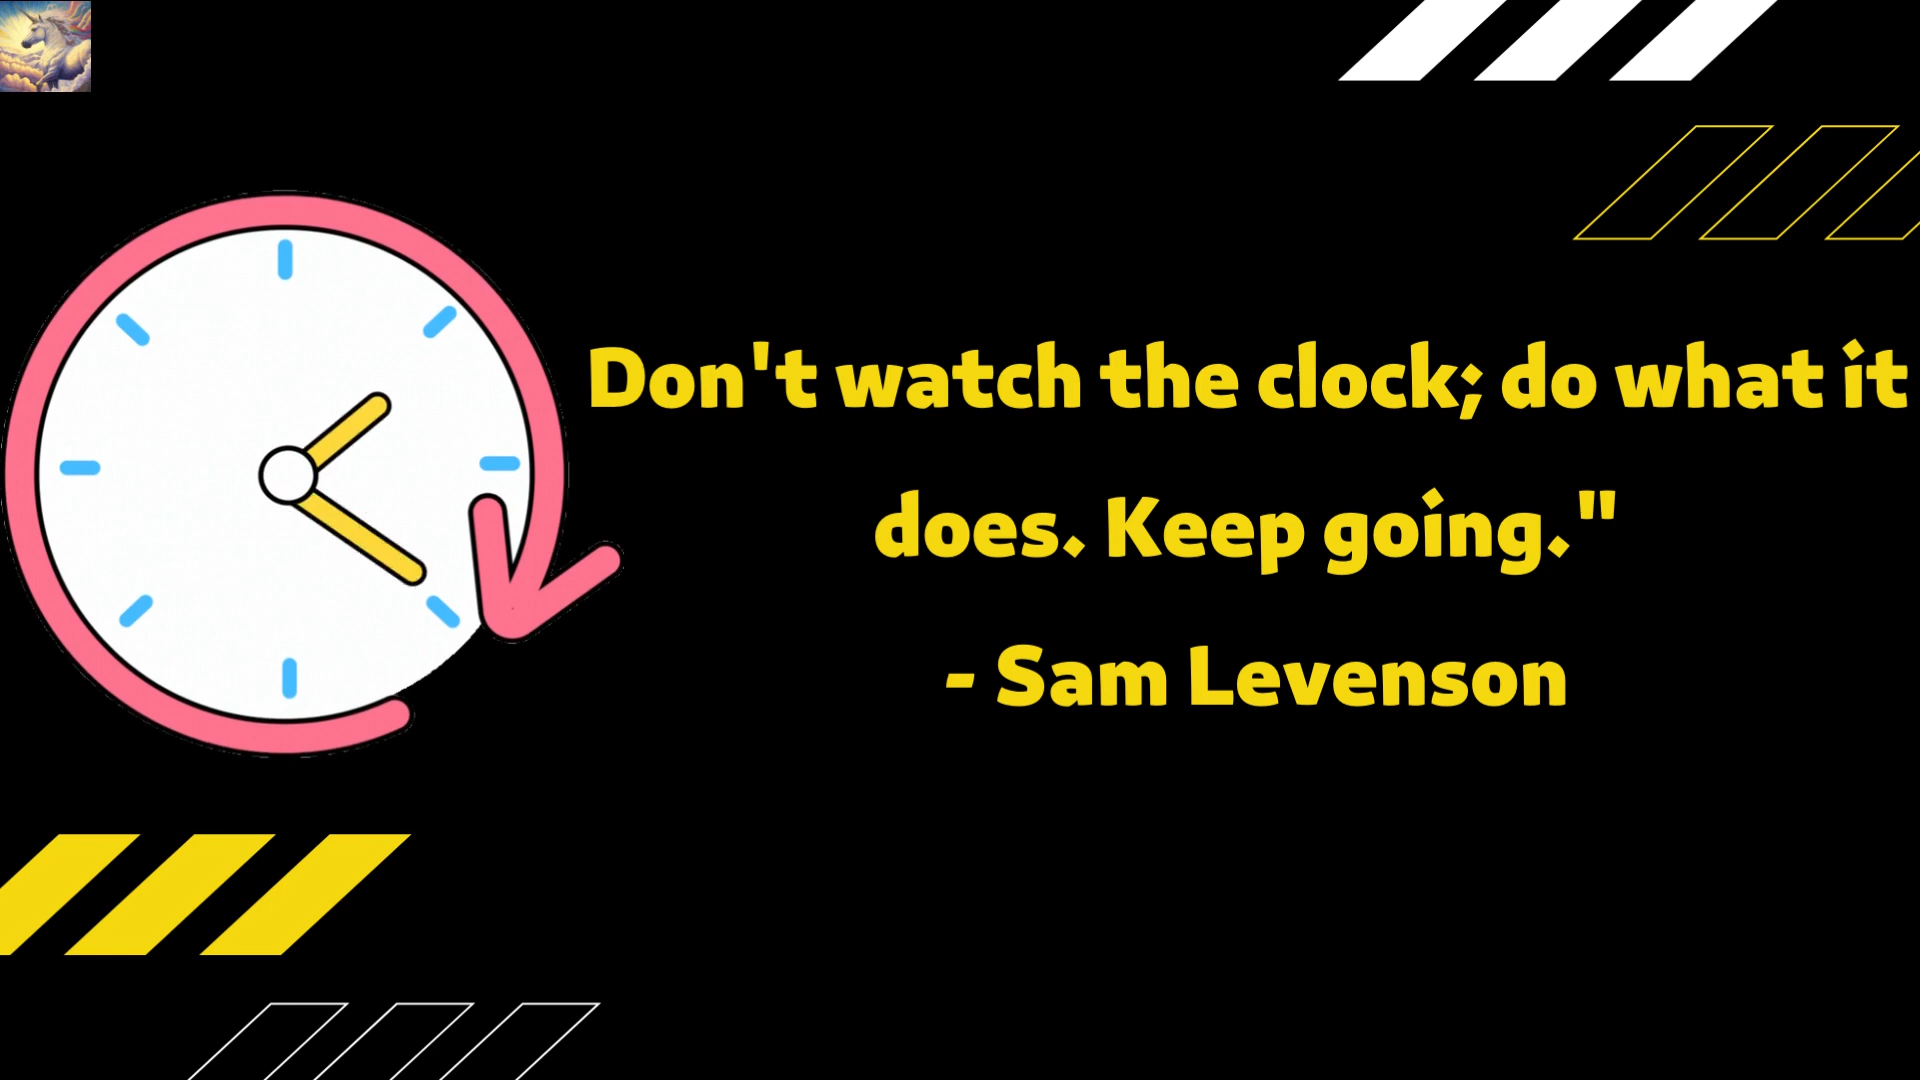 Don't watch the clock; do what it
does. Keep going."
- Sam Levenson